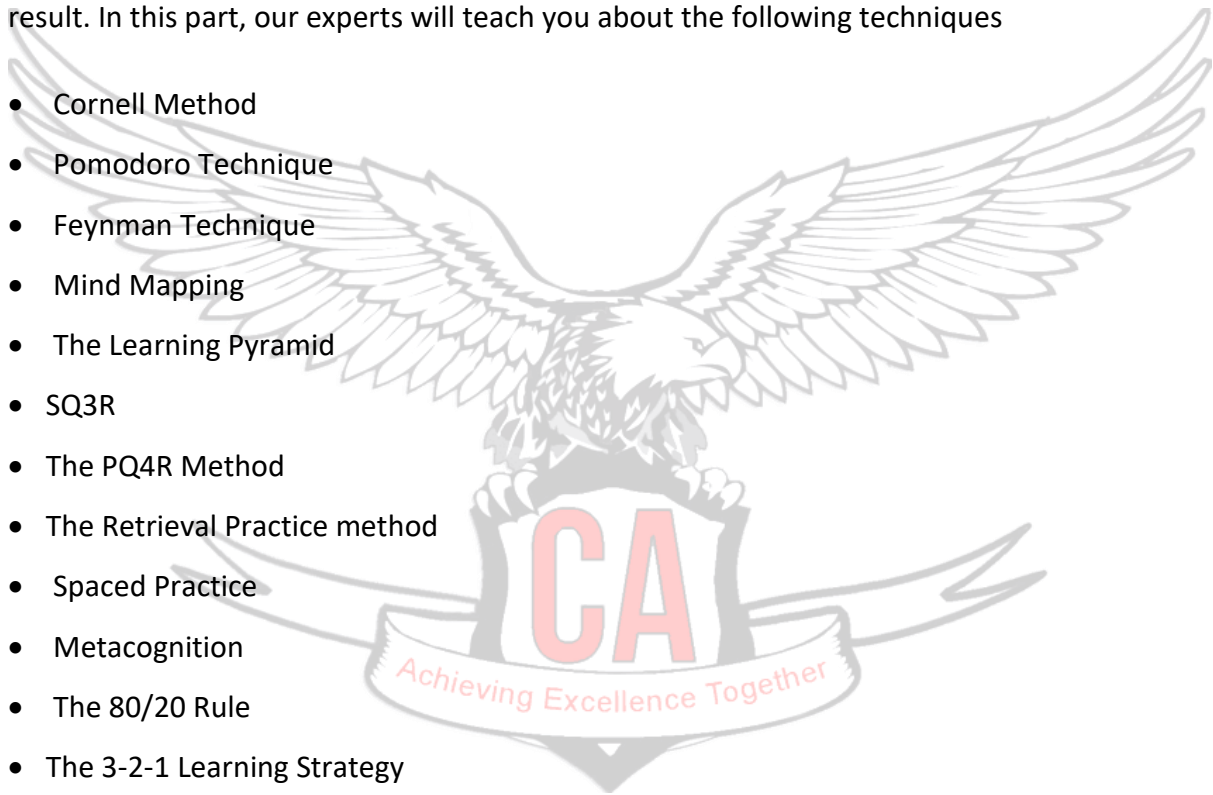 result. In this part, our experts will teach you about the following techniques
• Cornell Method
• Pomodoro Technique
• Feynman Technique
• Mind Mapping
• The Learning Pyramid
• SQ3R
• The PQ4R Method
• The Retrieval Practice method
• Spaced Practice
• Metacognition
• The 80/20 Rule
• The 3-2-1 Learning Strategy
CA
Achieving Excellence Together